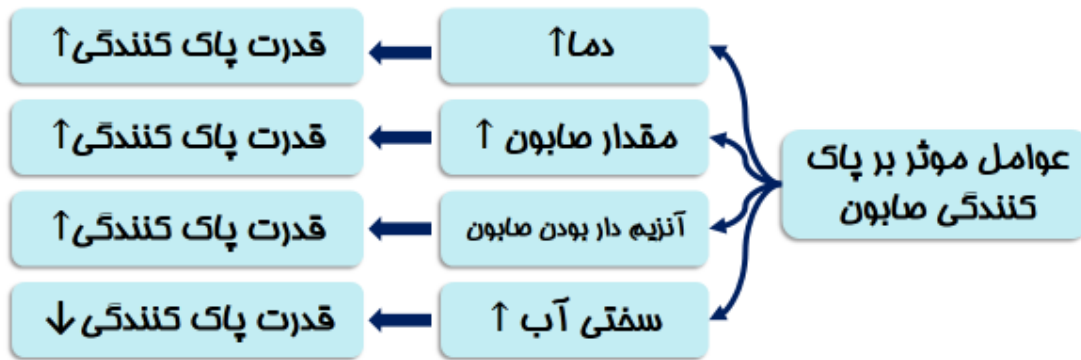 عوامل موثر بر پاک
کنندگی صابون
دما↑
قدرت پاک کنندگی↑
مقدار صابون ↑
قدرت پاک کنندگی↑
آنزیم دار بودن صابون
قدرت پاک کنندگی↑
سختی آب ↑
قدرت پاک کنندگی↓